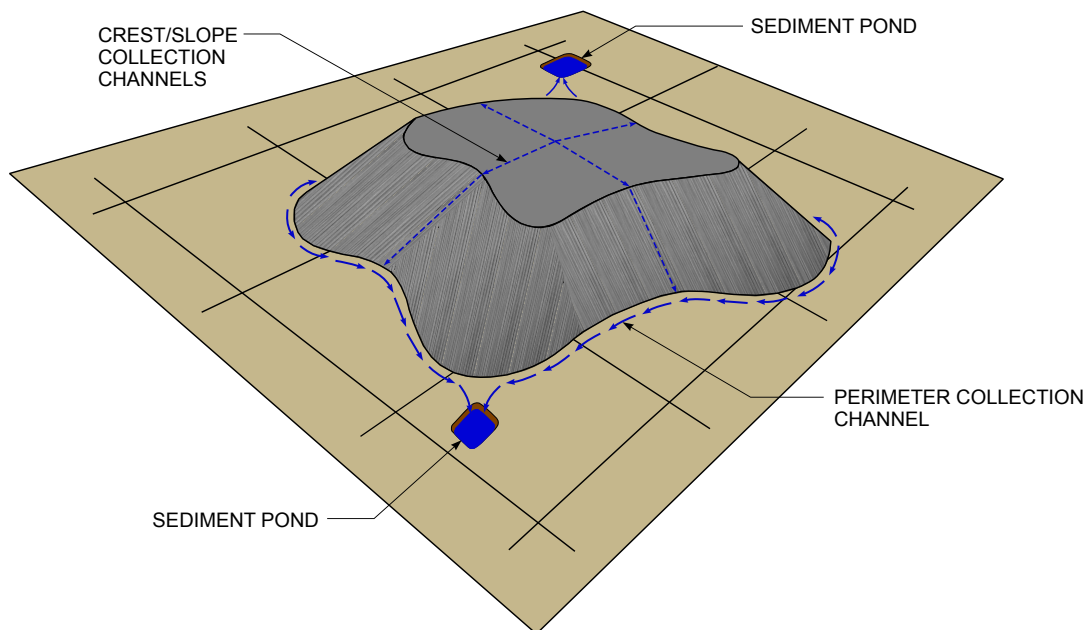 CREST/SLOPE
COLLECTION
CHANNELS
SEDIMENT POND
PERIMETER COLLECTION
CHANNEL
SEDIMENT POND